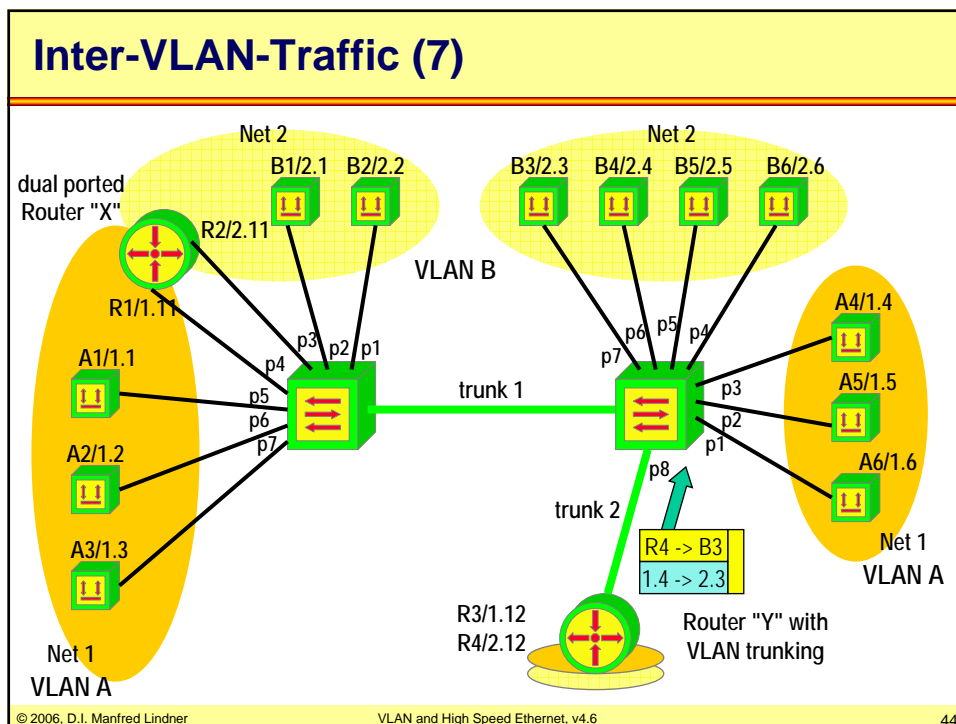 Inter-VLAN-Traffic (7)
Net 2
Net 2
B1/2.1
B2/2.2
B3/2.3
B4/2.4
B5/2.5
B6/2.6
dual ported
Router "X"
R2/2.11
VLAN B
R1/1.11
p3
p2
p1
p4
p5
p6
p7
p7
p6
p5
p4
p3
p2
p1
p8
A4/1.4
A5/1.5
A6/1.6
A1/1.1
A2/1.2
A3/1.3
trunk 1
trunk 2
R4 -> B3
1.4 -> 2.3
Net 1
VLAN A
R3/1.12
R4/2.12
Router "Y" with
VLAN trunking
Net 1
VLAN A
© 2006, D.I. Manfred Lindner
VLAN and High Speed Ethernet, v4.6
44